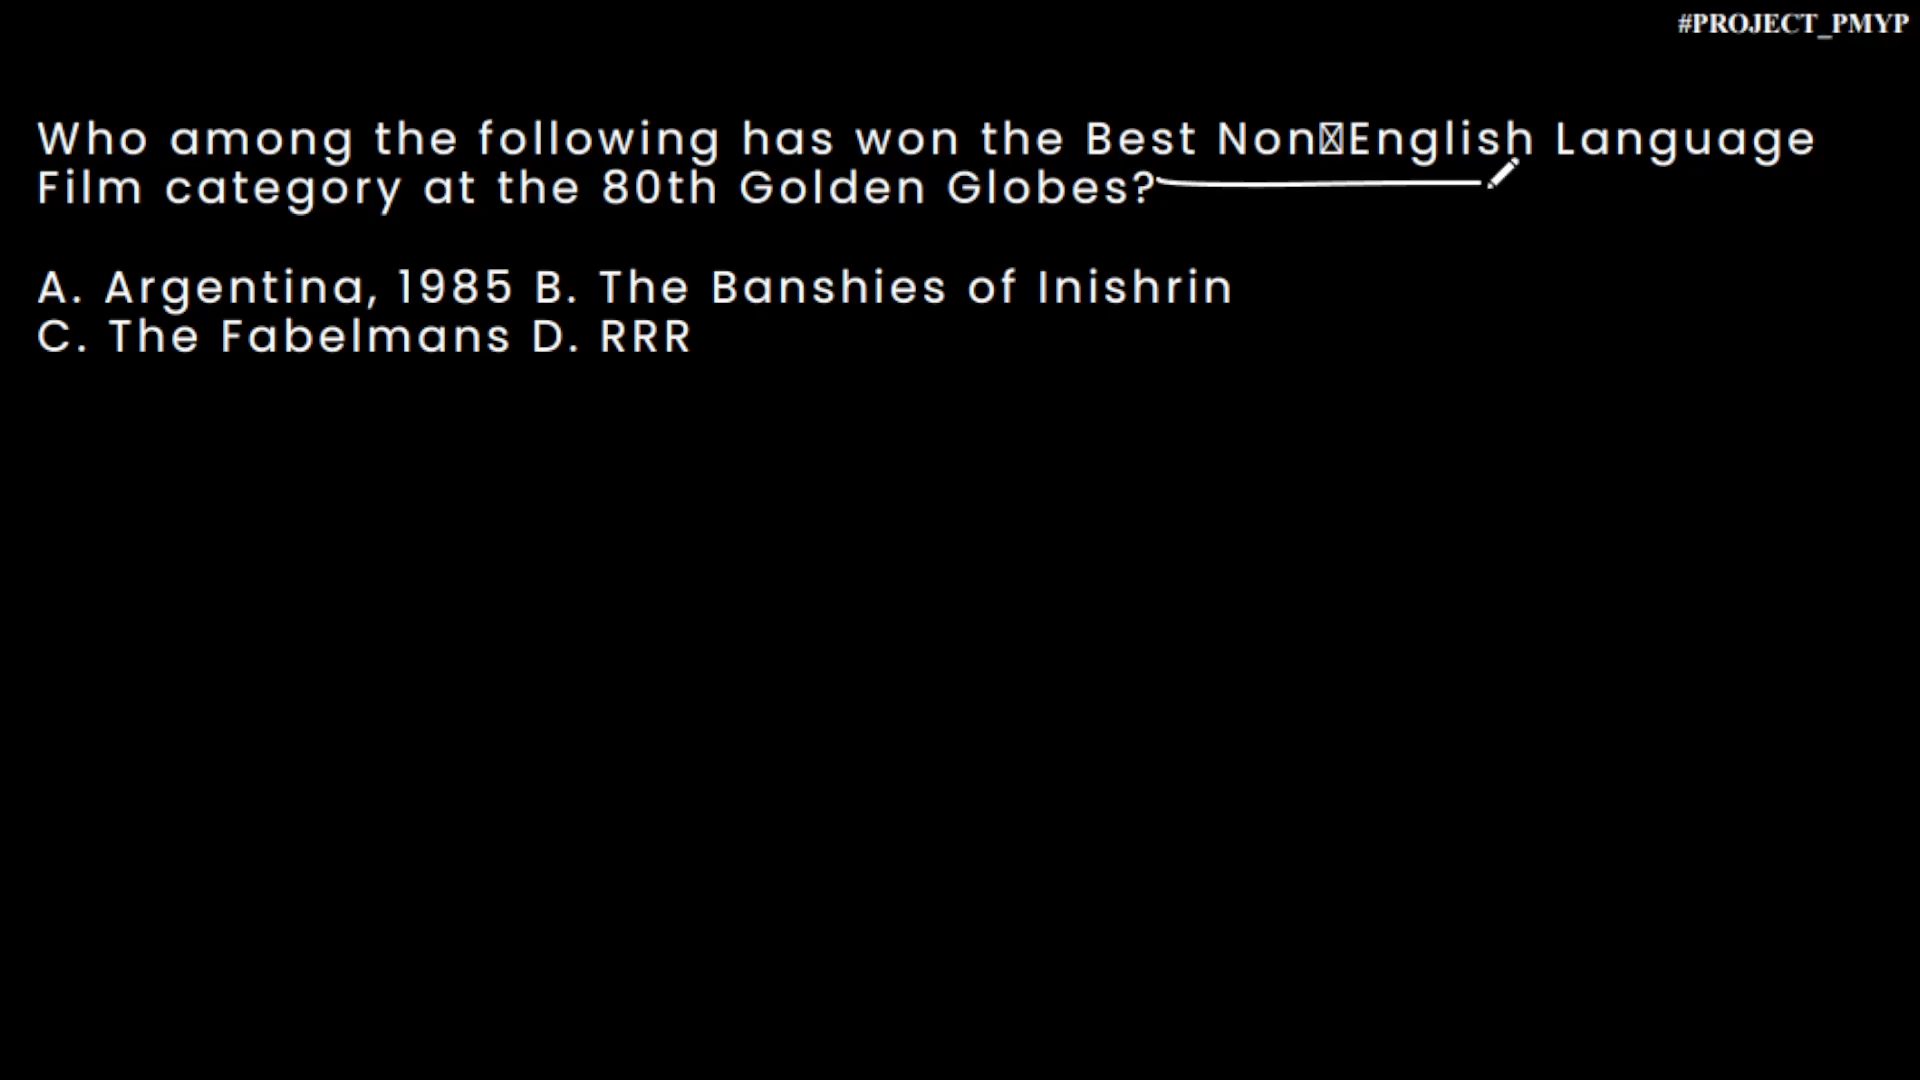 #PROJECT_PMYP
Who among the following has won the Best Non☒English Language
Film category at the 80th Golden Globes?
A. Argentina, 1985 B. The Banshies of Inishrin
C. The Fabelmans D. RRR